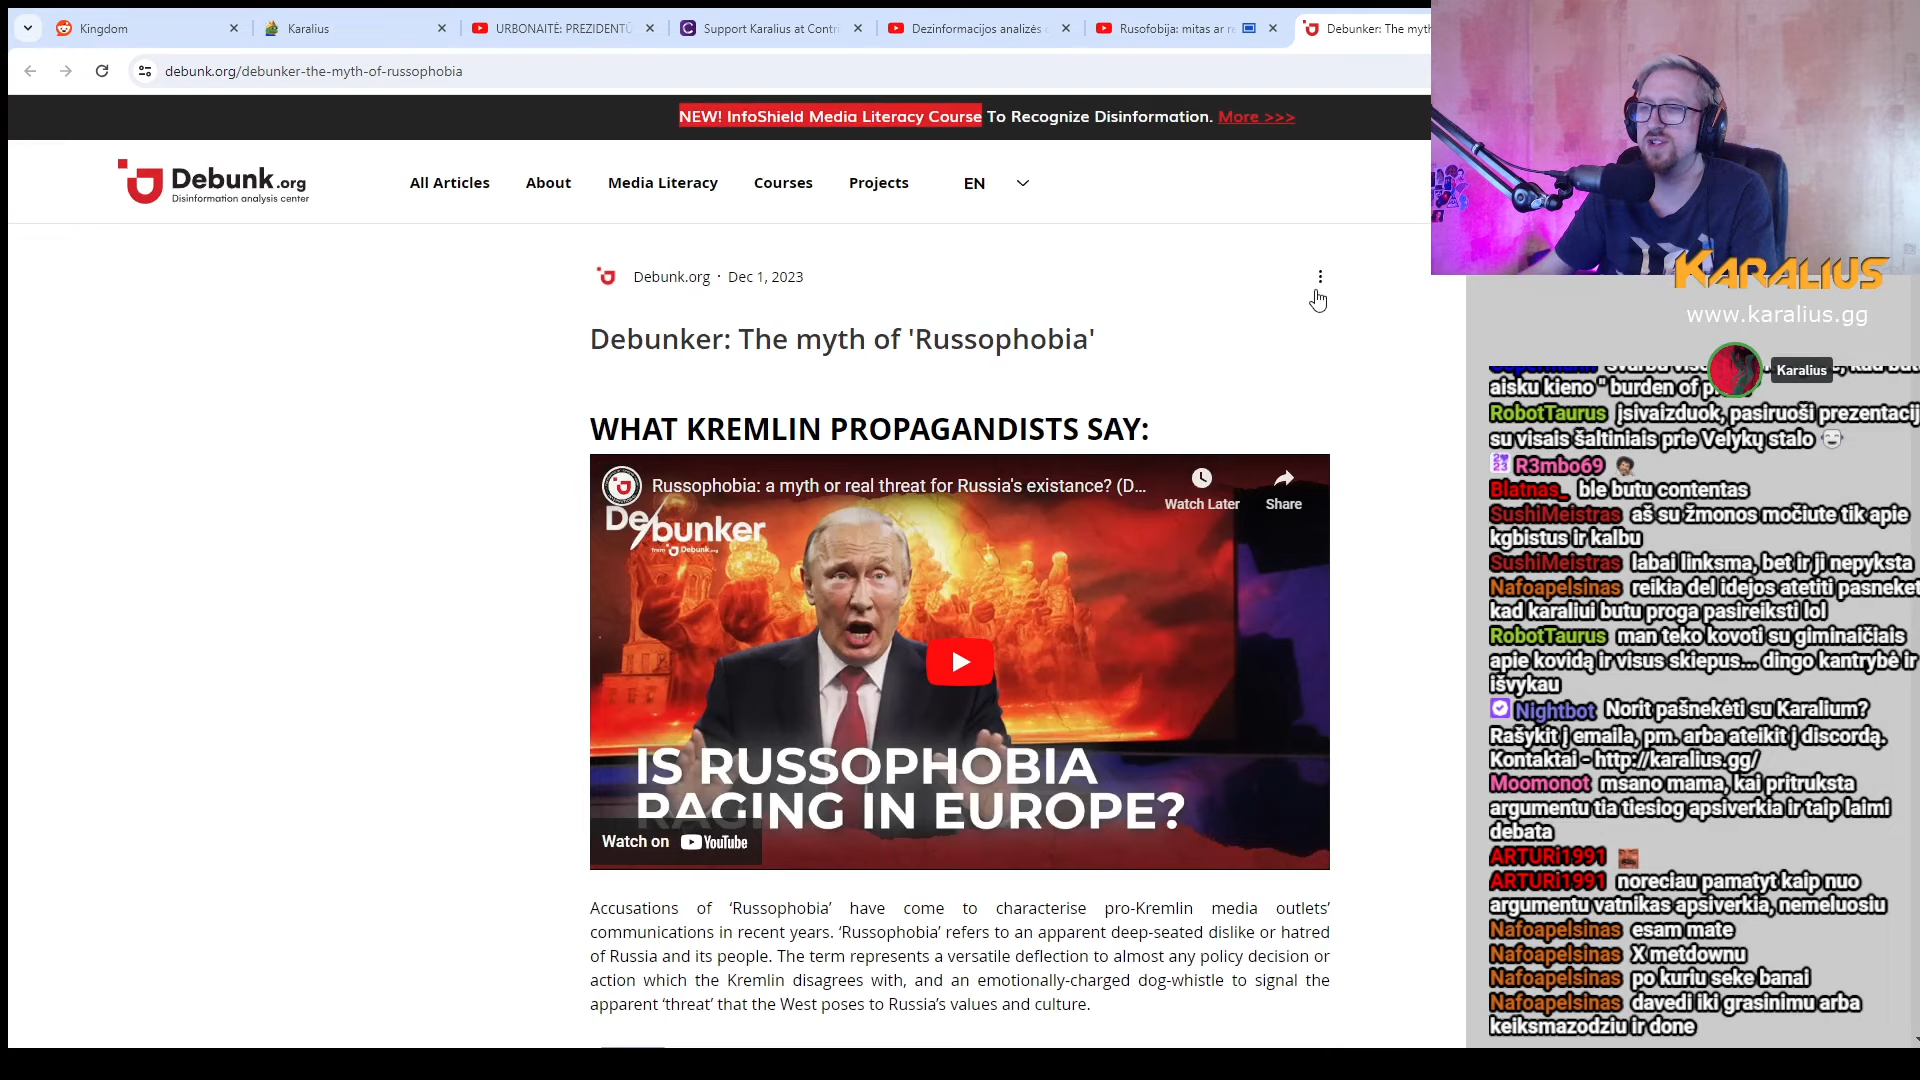 Kingdom
Karalius
URBONAITĖ: PREZIDENTŪ
Support Karalius at Contri
Dezinformacijos analizės
Rusofobija: mitas ar re
Debunker: The myth
debunk.org/debunker-the-myth-of-russophobia
NEW! InfoShield Media Literacy Course To Recognize Disinformation. More >>>
Debunk.org
Disinformation analysis center
All Articles
About
Media Literacy
Courses
Projects
EN
Debunk.org · Dec 1, 2023
Debunker: The myth of 'Russophobia'
WHAT KREMLIN PROPAGANDISTS SAY:
Russophobia: a myth or real threat for Russia's existance? (D...
Watch Later
Share
De/bunker
from Debunk.org
IS RUSSOPHOBIA
RAGING IN EUROPE?
Watch on YouTube
Accusations of ‘Russophobia’ have come to characterise pro-Kremlin media outlets’
communications in recent years. ‘Russophobia’ refers to an apparent deep-seated dislike or hatred
of Russia and its people. The term represents a versatile deflection to almost any policy decision or
action which the Kremlin disagrees with, and an emotionally-charged dog-whistle to signal the
apparent ‘threat’ that the West poses to Russia’s values and culture.
KARALIUS
www.karalius.gg
Karalius
aisku kieno " burden of
RobotTaurus įsivaizduok, pasiruoši prezentacij
su visais šaltiniais prie Velykų stalo
R3mbo69
Blatnas_ ble butu contentas
SushiMeistras aš su žmonos močiute tik apie
kgbistus ir kalbu
SushiMeistras labai linksma, bet ir ji nepyksta
Nafoapelsinas reikia del idejos atetiti pasneket
kad karaliui butu proga pasireiksti lol
RobotTaurus man teko kovoti su giminaičiais
apie kovidą ir visus skiepus... dingo kantrybė ir
išvykau
Nightbot Norit pašnekėti su Karalium?
Rašykit į emaila, pm. arba ateikit į discordą.
Kontaktai - http://karalius.gg/
Moomonot msano mama, kai pritruksta
argumentu tia tiesiog apsiverkia ir taip laimi
debata
ARTURi1991
ARTURi1991 noreciau pamatyt kaip nuo
argumentu vatnikas apsiverkia, nemeluosiu
Nafoapelsinas esam mate
Nafoapelsinas X metdownu
Nafoapelsinas po kuriu seke banai
Nafoapelsinas davedi iki grasinimu arba
keiksmazodziu ir done